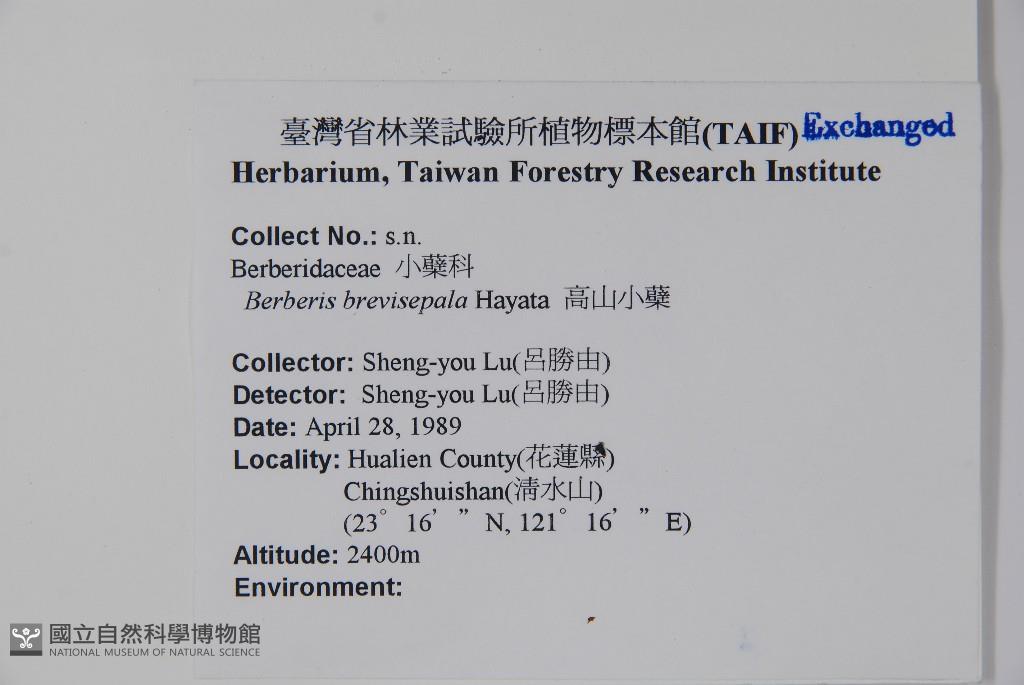 臺灣省林業試驗所植物標本館(TAIF) Exchanged
Herbarium, Taiwan Forestry Research Institute
Collect No.: s.n.
Berberidaceae 小蘗科
Berberis brevisepala Hayata 高山小蘗
Collector: Sheng-you Lu(呂勝由)
Detector: Sheng-you Lu(呂勝由)
Date: April 28, 1989
Locality: Hualien County(花蓮縣)
Chingshuishan(清水山)
(23° 16’ ” N, 121° 16’ ” E)
Altitude: 2400m
Environment:
國立自然科學博物館
NATIONAL MUSEUM OF NATURAL SCIENCE